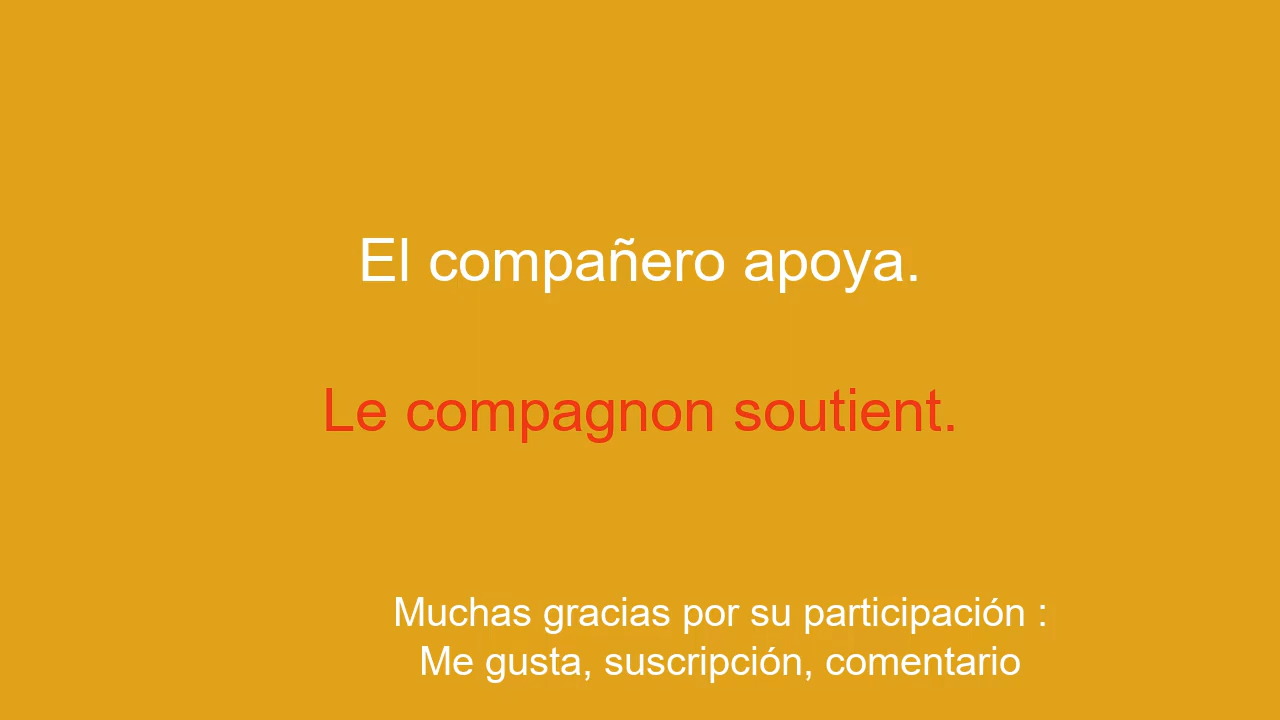 El compañero apoya.
Le compagnon soutient.
Muchas gracias por su participación :
Me gusta, suscripción, comentario